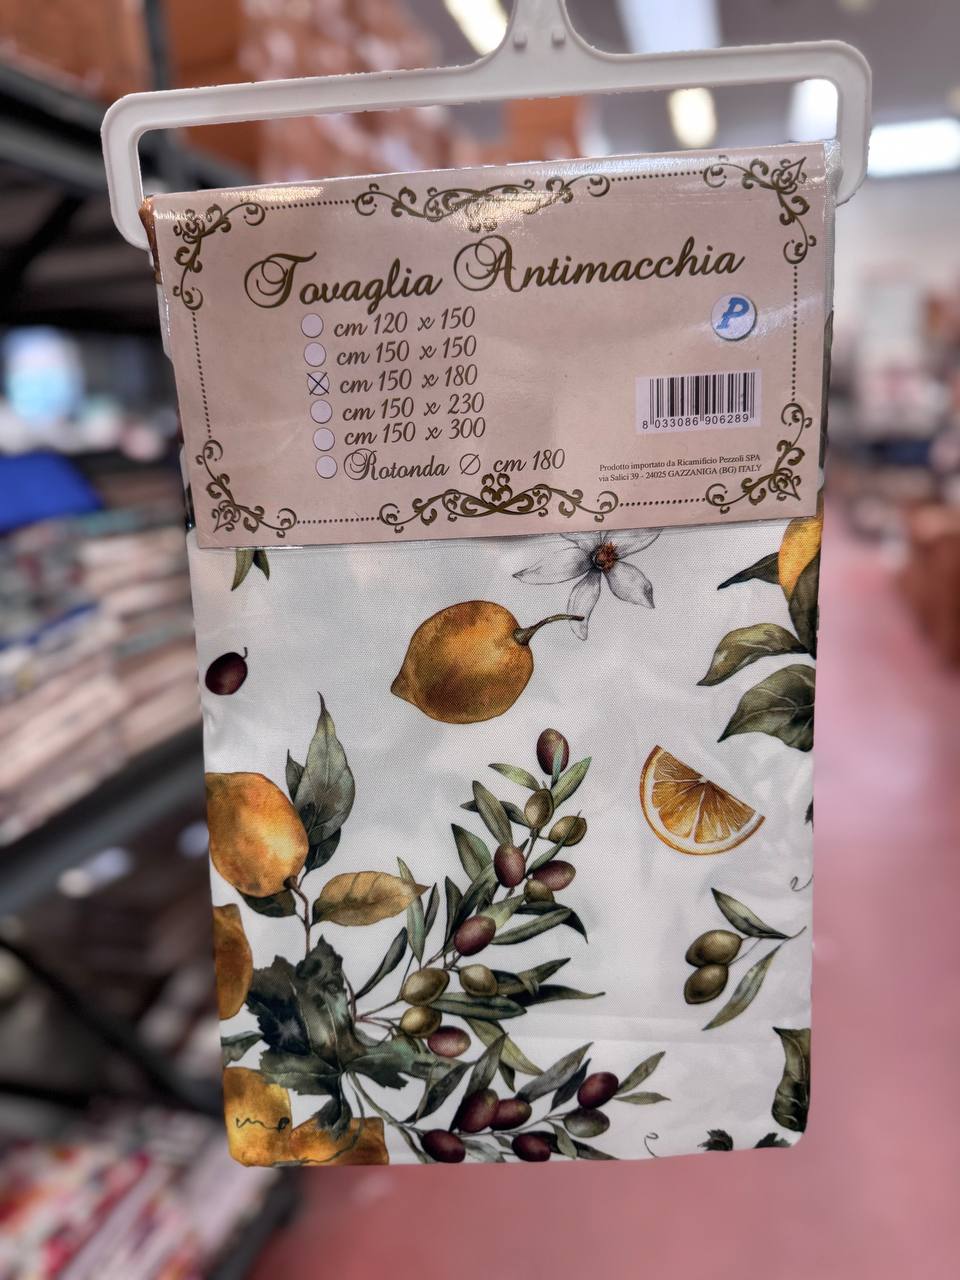 Tovaglia Antimacchia
cm 120 x 150
cm 150 x 150
cm 150 x 180
cm 150 x 230
cm 150 x 300
Rotonda Ø cm 180
P
8 033086 906289
Prodotto importato da Ricamificio Pezzoli SPA
via Salici 39 - 24025 GAZZANIGA (BG) ITALY